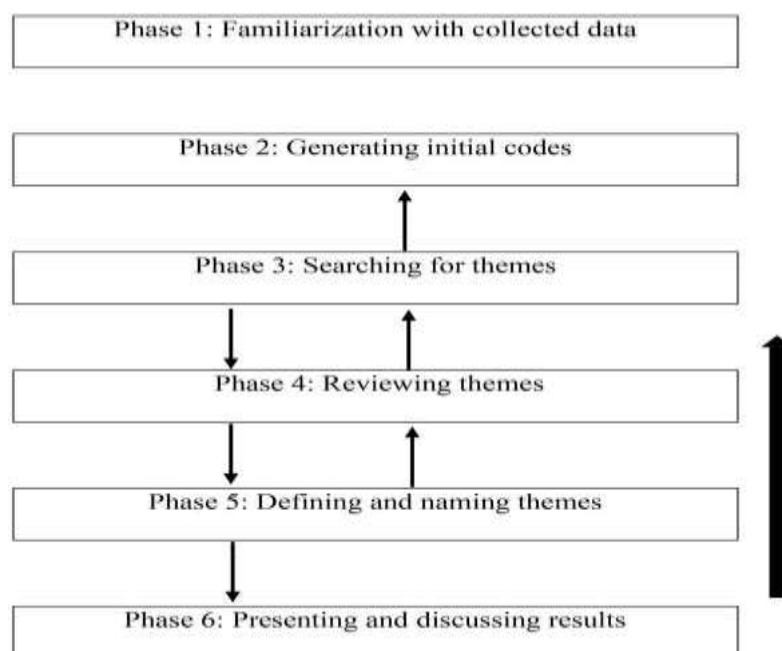 Phase 1: Familiarization with collected data
Phase 2: Generating initial codes
Phase 3: Searching for themes
Phase 4: Reviewing themes
Phase 5: Defining and naming themes
Phase 6: Presenting and discussing results